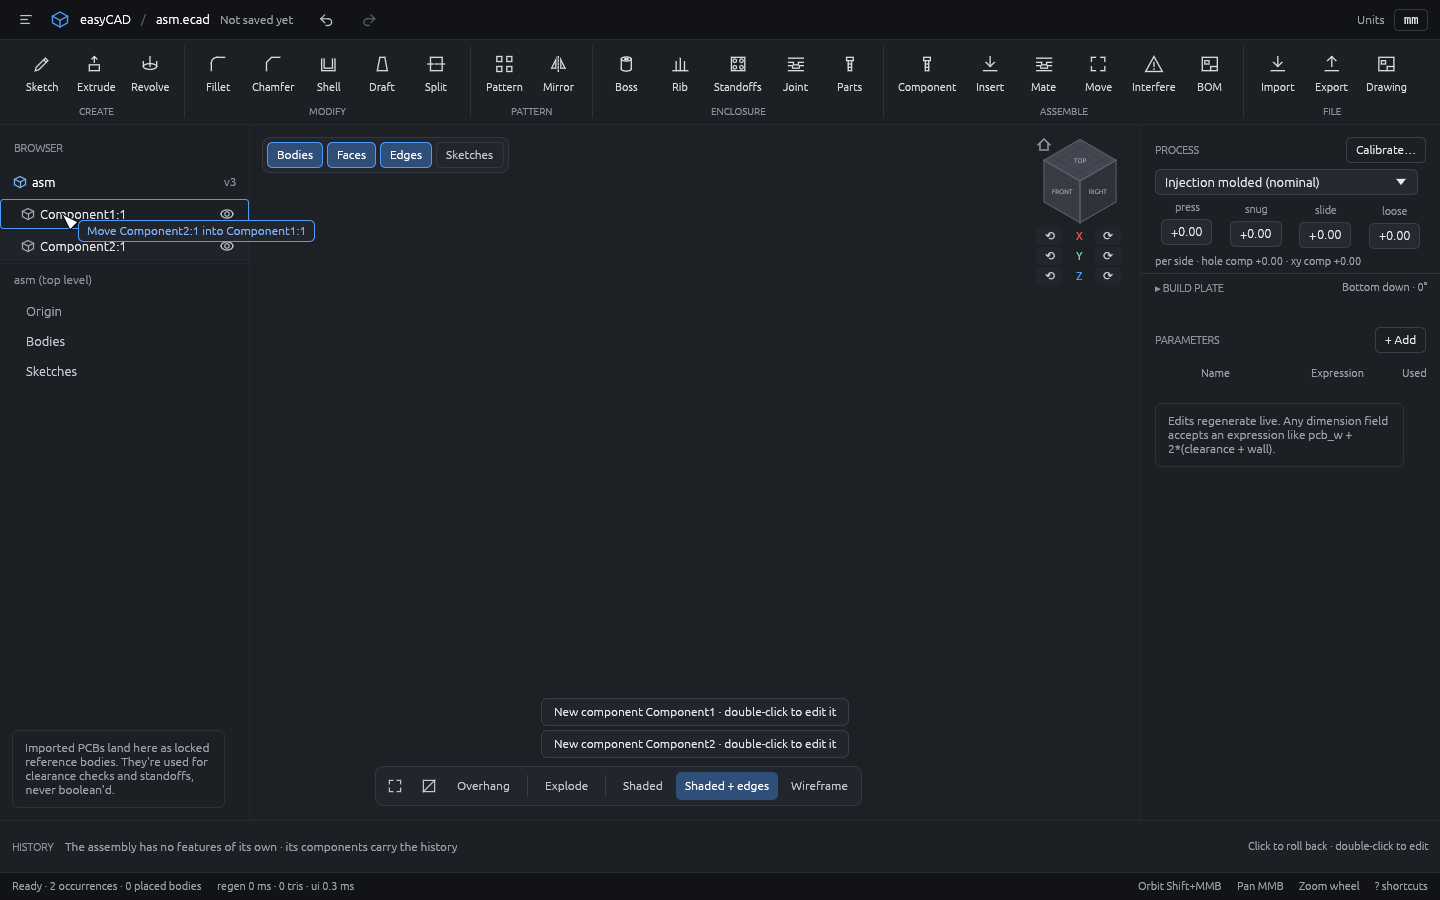 easyCAD / asm.ecad Not saved yet
Units mm
Sketch Extrude Revolve
CREATE
Fillet Chamfer Shell Draft Split
MODIFY
Pattern Mirror
PATTERN
Boss Rib Standoffs Joint Parts
ENCLOSURE
Component Insert Mate Move Interfere BOM
ASSEMBLE
Import Export Drawing
FILE
BROWSER
asm v3
Component1:1
Move Component2:1 into Component1:1
Component2:1
asm (top level)
Origin
Bodies
Sketches
Imported PCBs land here as locked
reference bodies. They're used for
clearance checks and standoffs,
never boolean'd.
Bodies Faces Edges Sketches
TOP
FRONT RIGHT
X
Y
Z
New component Component1 · double-click to edit it
New component Component2 · double-click to edit it
Overhang Explode Shaded Shaded + edges Wireframe
PROCESS Calibrate...
Injection molded (nominal)
press snug slide loose
+0.00 +0.00 +0.00 +0.00
per side · hole comp +0.00 · xy comp +0.00
▸ BUILD PLATE Bottom down · 0°
PARAMETERS + Add
Name Expression Used
Edits regenerate live. Any dimension field
accepts an expression like pcb_w +
2*(clearance + wall).
HISTORY The assembly has no features of its own · its components carry the history
Click to roll back · double-click to edit
Ready · 2 occurrences · 0 placed bodies regen 0 ms · 0 tris · ui 0.3 ms
Orbit Shift+MMB Pan MMB Zoom wheel ? shortcuts